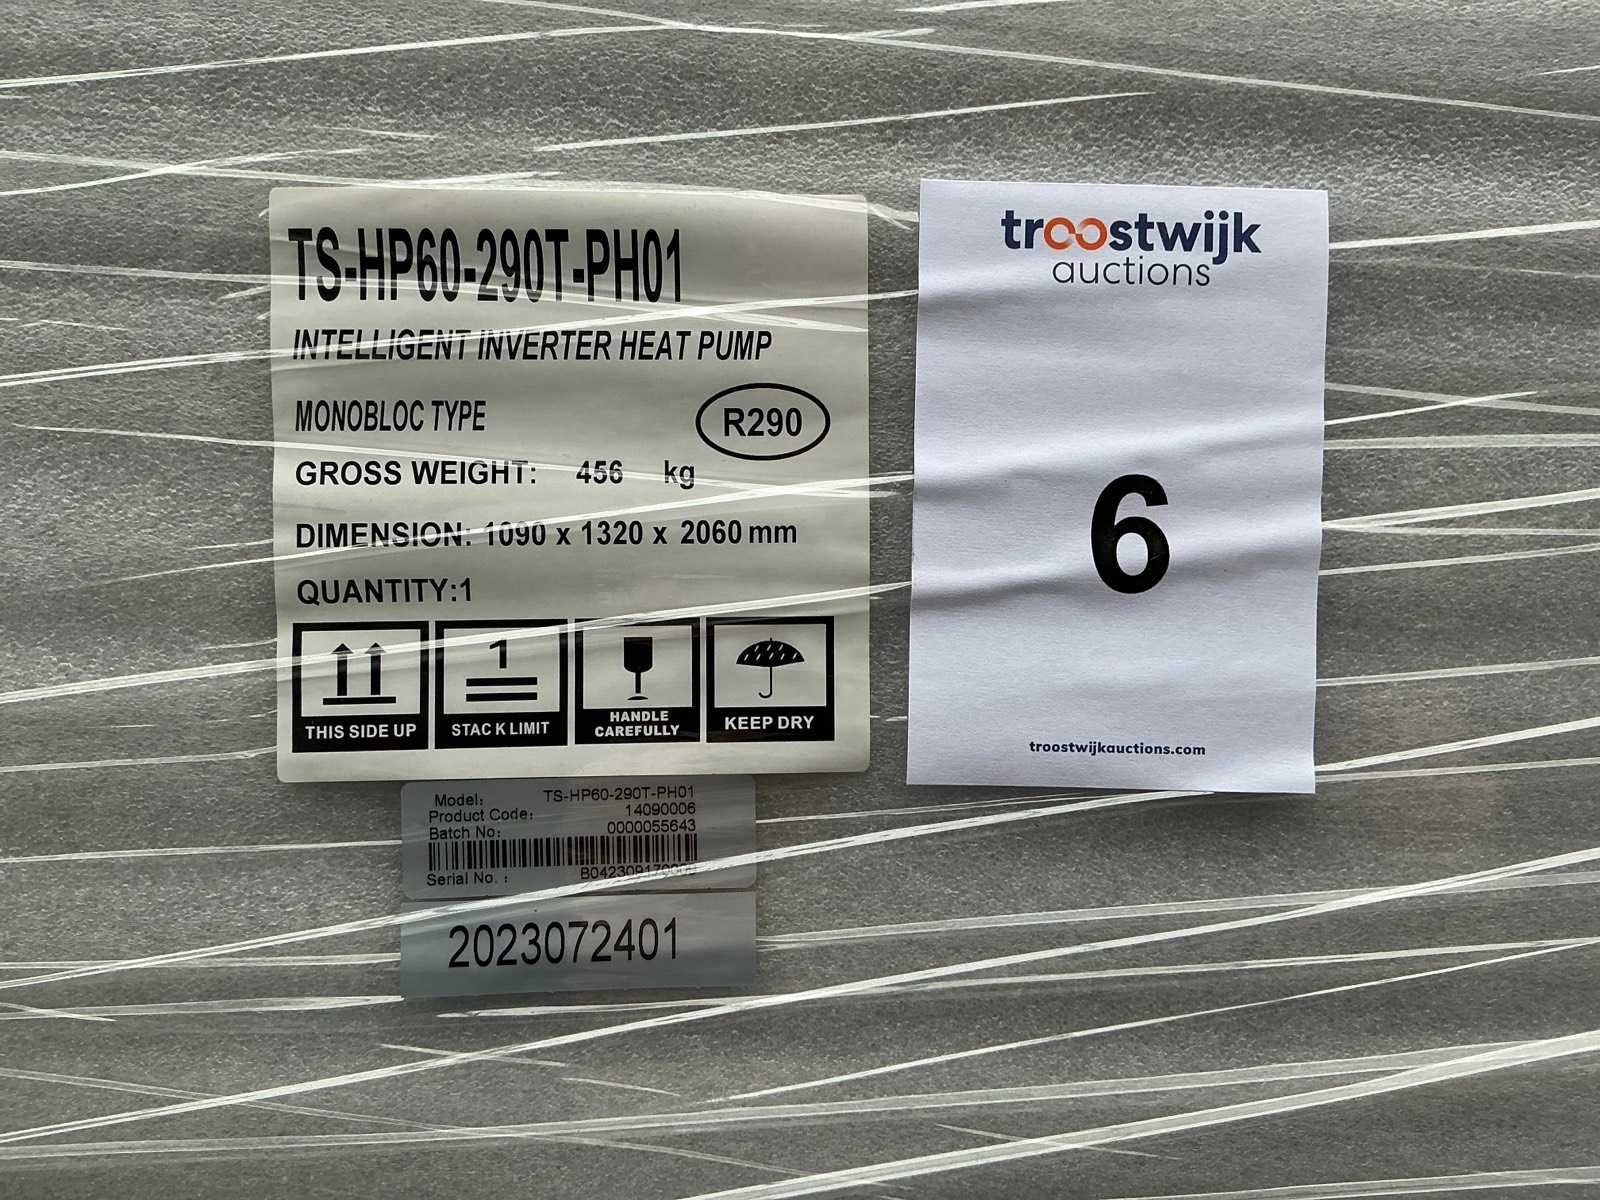 TS-HP60-290T-PH01
INTELLIGENT INVERTER HEAT PUMP
MONOBLOC TYPE
R290
GROSS WEIGHT: 456 kg
DIMENSION: 1090 x 1320 x 2060 mm
QUANTITY:1
THIS SIDE UP
1
STACK LIMIT
HANDLE
CAREFULLY
KEEP DRY
Model: TS-HP60-290T-PH01
Product Code: 14090006
Batch No: 0000055643
Serial No. :
2023072401
troostwijk
auctions
6
troostwijkauctions.com